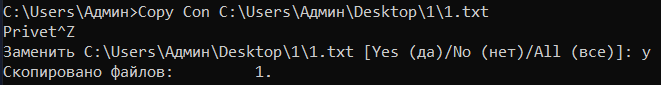 C:\Users\Админ>Copy Con C:\Users\Админ\Desktop\1\1.txt
Privet^Z
Заменить C:\Users\Админ\Desktop\1\1.txt [Yes (да)/No (нет)/All (все)]: y
Скопировано файлов:         1.